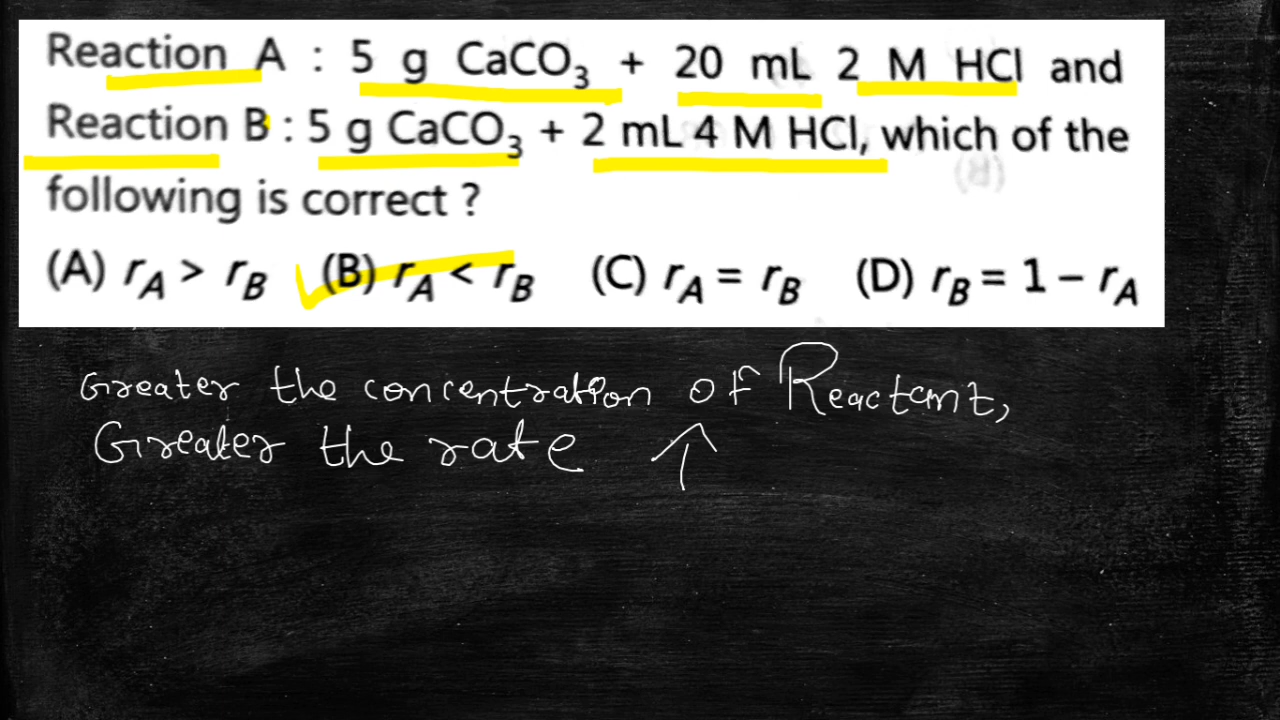 Reaction A : 5 g CaCO₃ + 20 mL 2 M HCl and
Reaction B : 5 g CaCO₃ + 2 mL 4 M HCl, which of the
following is correct ?
(A) rA > rB (B) rA < rB (C) rA = rB (D) rB = 1 – rA
Greater the concentration of Reactant,
Greater the rate ↑